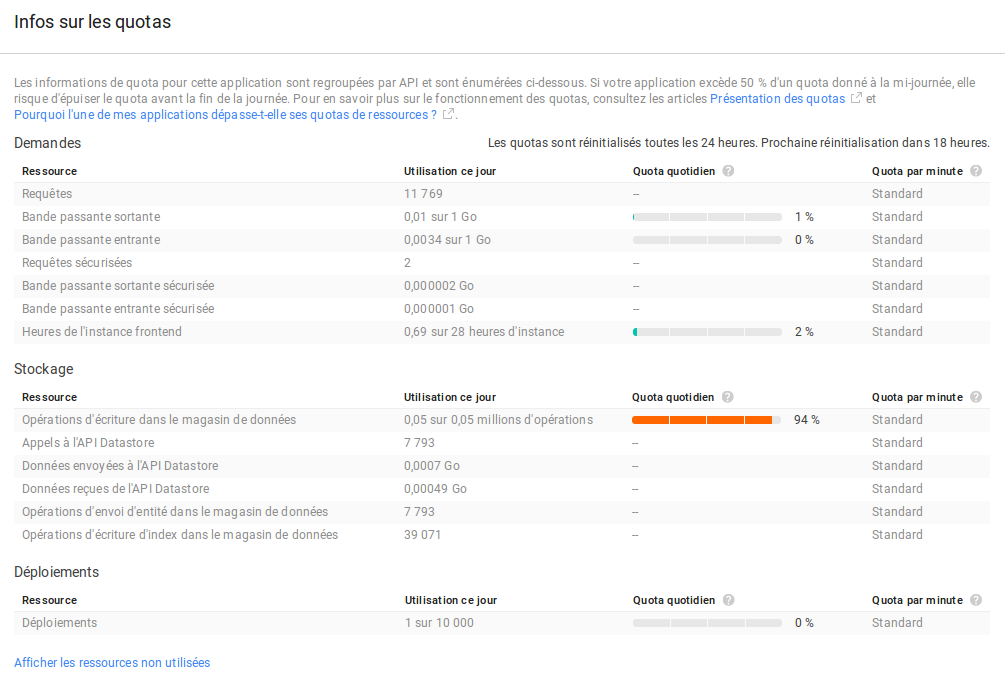 Infos sur les quotas
Les informations de quota pour cette application sont regroupées par API et sont énumérées ci-dessous. Si votre application excède 50 % d'un quota donné à la mi-journée, elle
risque d'épuiser le quota avant la fin de la journée. Pour en savoir plus sur le fonctionnement des quotas, consultez les articles Présentation des quotas et
Pourquoi l'une de mes applications dépasse-t-elle ses quotas de ressources ? .
Demandes Les quotas sont réinitialisés toutes les 24 heures. Prochaine réinitialisation dans 18 heures.
Ressource Utilisation ce jour Quota quotidien ? Quota par minute ?
Requêtes 11 769 -- Standard
Bande passante sortante 0,01 sur 1 Go 1 % Standard
Bande passante entrante 0,0034 sur 1 Go 0 % Standard
Requêtes sécurisées 2 -- Standard
Bande passante sortante sécurisée 0,000002 Go -- Standard
Bande passante entrante sécurisée 0,000001 Go -- Standard
Heures de l'instance frontend 0,69 sur 28 heures d'instance 2 % Standard
Stockage
Ressource Utilisation ce jour Quota quotidien ? Quota par minute ?
Opérations d'écriture dans le magasin de données 0,05 sur 0,05 millions d'opérations 94 % Standard
Appels à l'API Datastore 7 793 -- Standard
Données envoyées à l'API Datastore 0,0007 Go -- Standard
Données reçues de l'API Datastore 0,00049 Go -- Standard
Opérations d'envoi d'entité dans le magasin de données 7 793 -- Standard
Opérations d'écriture d'index dans le magasin de données 39 071 -- Standard
Déploiements
Ressource Utilisation ce jour Quota quotidien ? Quota par minute ?
Déploiements 1 sur 10 000 0 % Standard
Afficher les ressources non utilisées